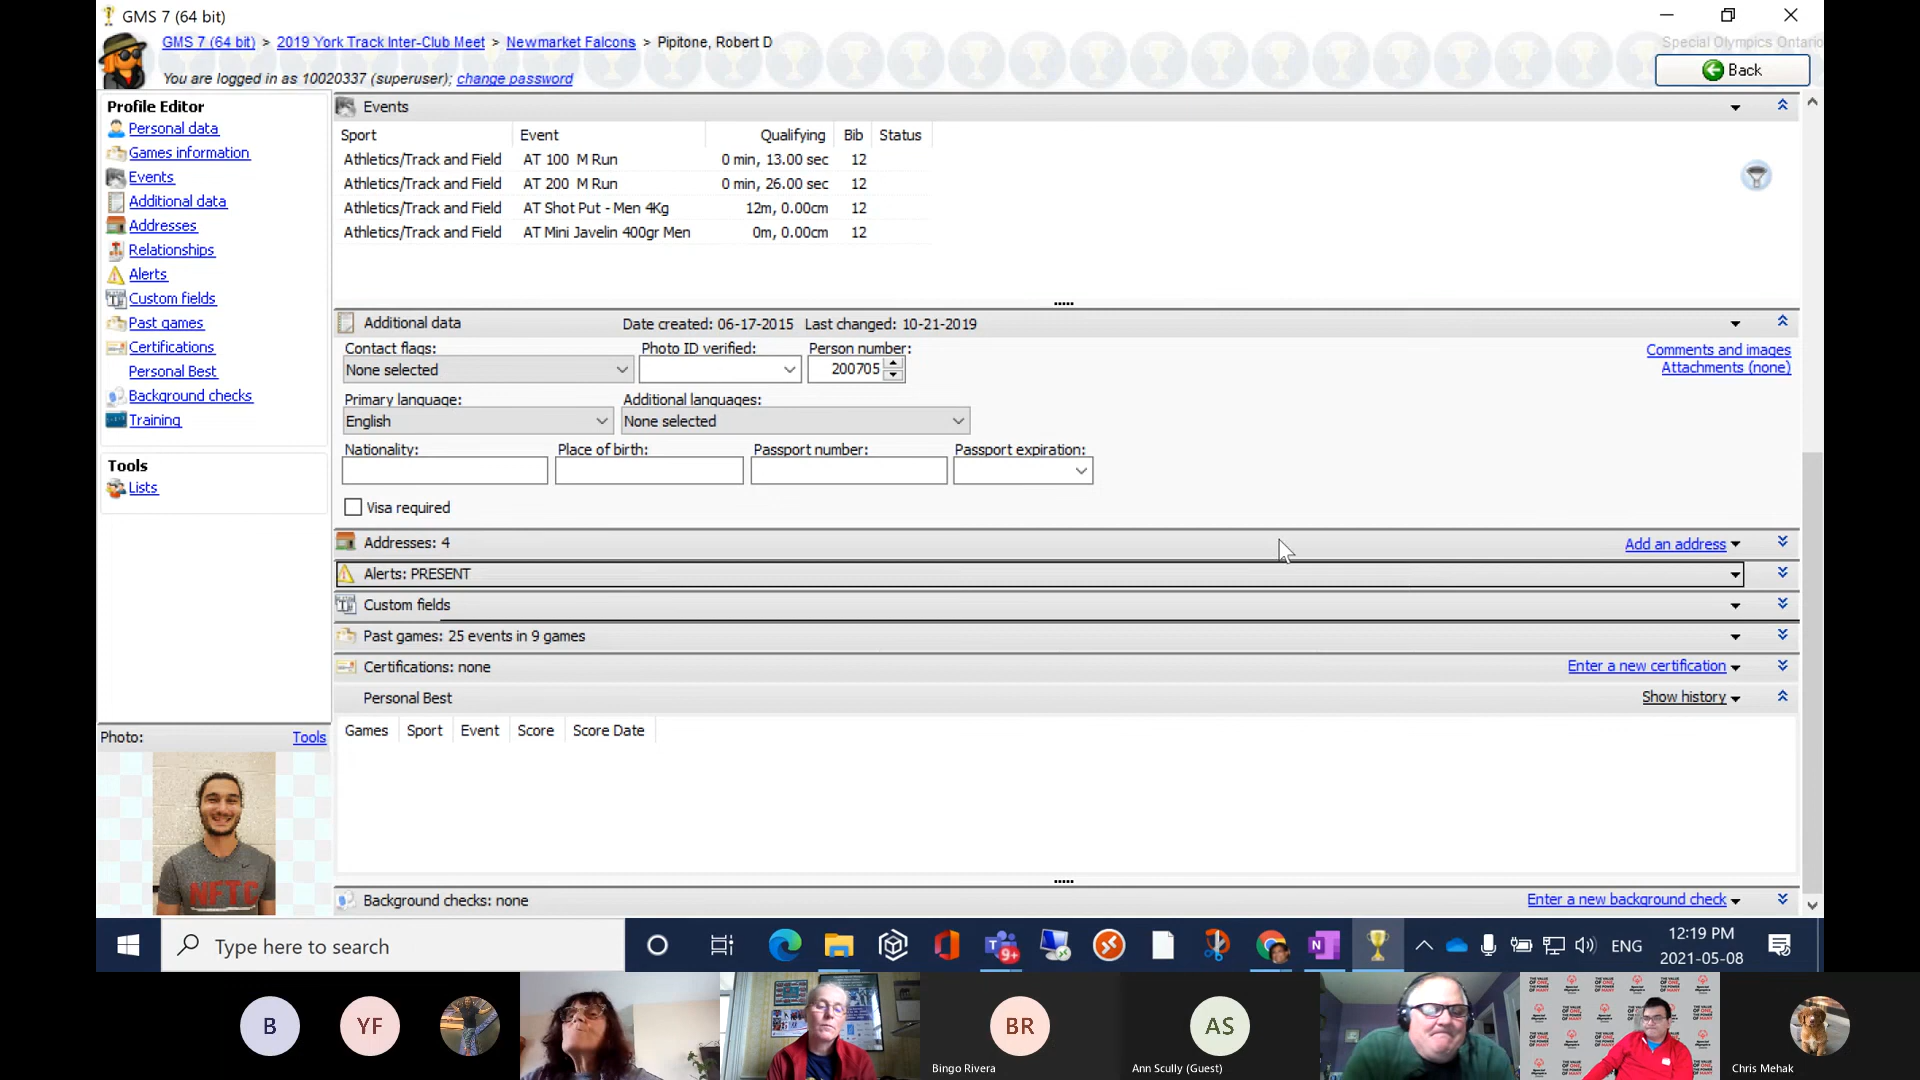 GMS 7 (64 bit)
GMS 7 (64 bit) > 2019 York Track Inter-Club Meet > Newmarket Falcons > Pipitone, Robert D
Special Olympics Ontario
You are logged in as 10020337 (superuser); change password
Back
Profile Editor
Personal data
Games information
Events
Additional data
Addresses
Relationships
Alerts
Custom fields
Past games
Certifications
Personal Best
Background checks
Training
Tools
Lists
Photo: Tools
NFTC
Events
Sport Event Qualifying Bib Status
Athletics/Track and Field AT 100 M Run 0 min, 13.00 sec 12
Athletics/Track and Field AT 200 M Run 0 min, 26.00 sec 12
Athletics/Track and Field AT Shot Put - Men 4Kg 12m, 0.00cm 12
Athletics/Track and Field AT Mini Javelin 400gr Men 0m, 0.00cm 12
Additional data Date created: 06-17-2015 Last changed: 10-21-2019
Contact flags: Photo ID verified: Person number:
None selected 200705
Comments and images
Attachments (none)
Primary language: Additional languages:
English None selected
Nationality: Place of birth: Passport number: Passport expiration:
Visa required
Addresses: 4 Add an address
Alerts: PRESENT
Custom fields
Past games: 25 events in 9 games
Certifications: none Enter a new certification
Personal Best Show history
Games Sport Event Score Score Date
Background checks: none Enter a new background check
Type here to search
9+
ENG
12:19 PM
2021-05-08
B
YF
BR
Bingo Rivera
AS
Ann Scully (Guest)
Chris Mehak